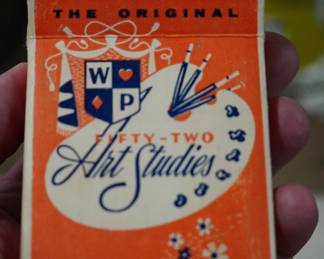 THE ORIGINAL
W
P
FIFTY-TWO
Art Studies